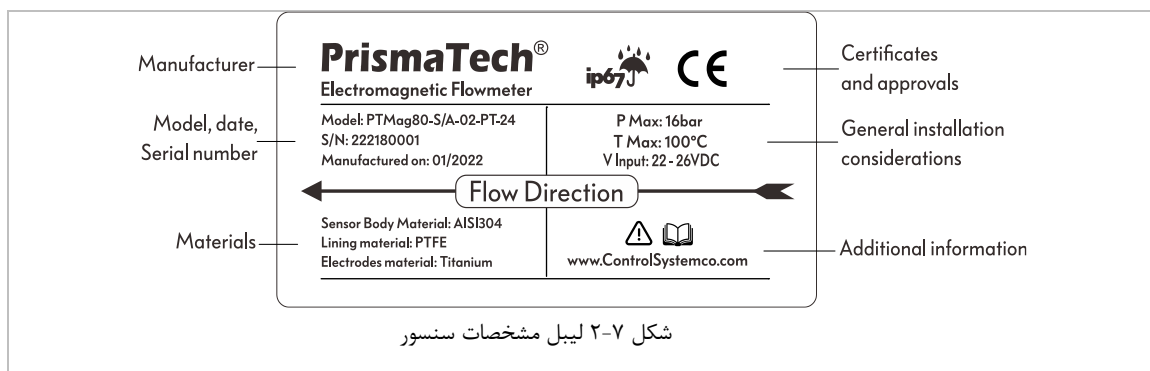 Manufacturer
Model, date,
Serial number
Materials
PrismaTech®
Electromagnetic Flowmeter
ip67
CE
Model: PTMag80-S/A-02-PT-24
S/N: 222180001
Manufactured on: 01/2022
P Max: 16bar
T Max: 100°C
V Input: 22 - 26VDC
Flow Direction
Sensor Body Material: AISI304
Lining material: PTFE
Electrodes material: Titanium
www.ControlSystemco.com
Certificates
and approvals
General installation
considerations
Additional information
شکل ۷-۲ لیبل مشخصات سنسور